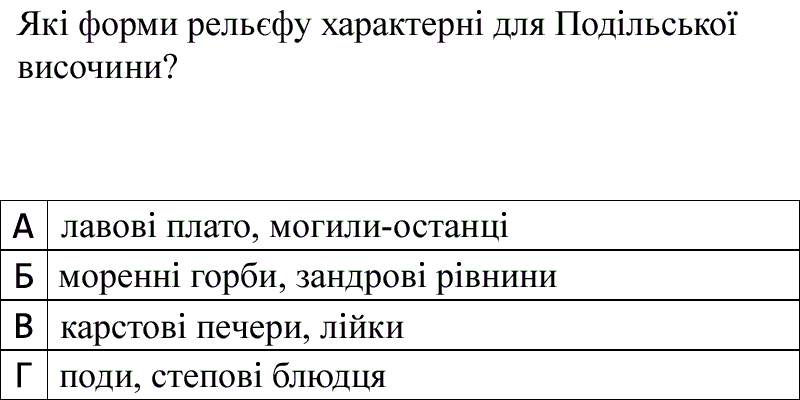 Які форми рельєфу характерні для Подільської
височини?
А лавові плато, могили-останці
Б моренні горби, зандрові рівнини
В карстові печери, лійки
Г поди, степові блюдця